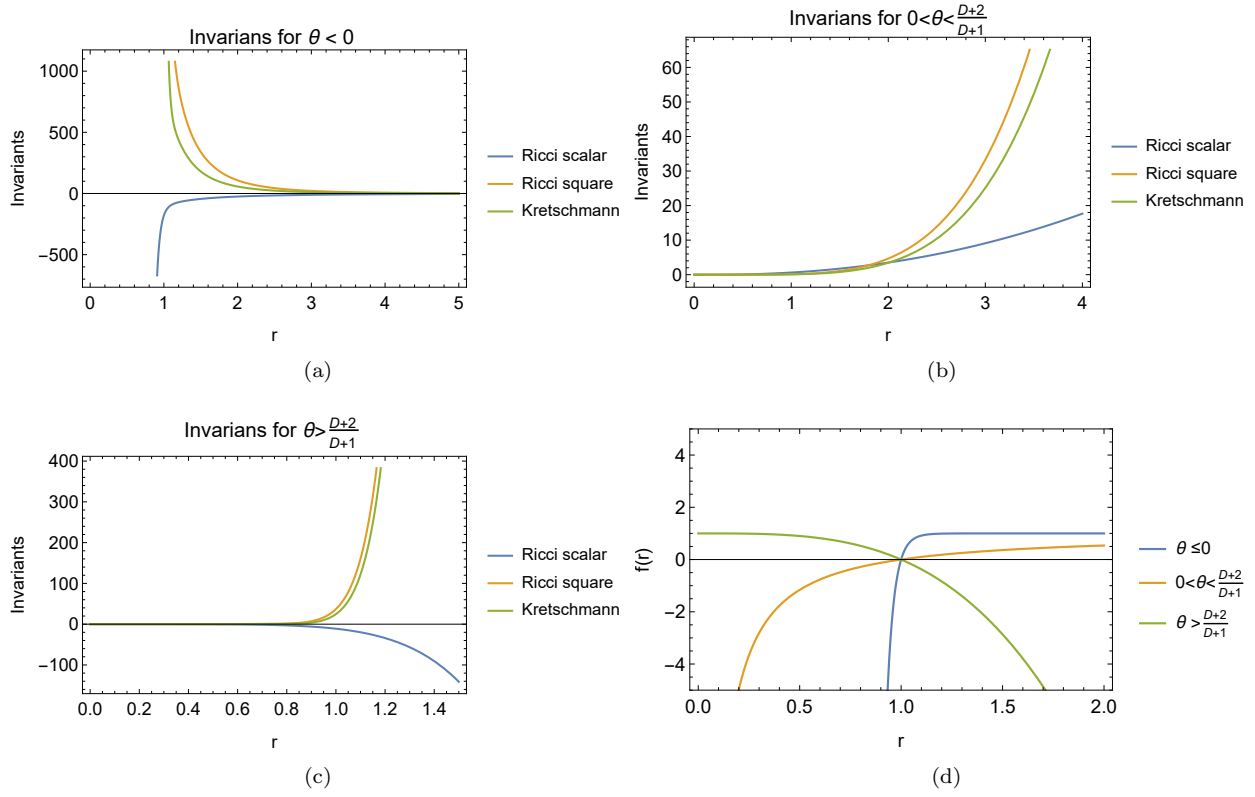 Invarians for θ < 0
Invariants
1000
500
0
−500
0 1 2 3 4 5
r
Ricci scalar
Ricci square
Kretschmann
(a)
Invarians for 0<θ<\frac{D+2}{D+1}
Invariants
60
50
40
30
20
10
0
0 1 2 3 4
r
Ricci scalar
Ricci square
Kretschmann
(b)
Invarians for θ>\frac{D+2}{D+1}
Invariants
400
300
200
100
0
−100
0.0 0.2 0.4 0.6 0.8 1.0 1.2 1.4
r
Ricci scalar
Ricci square
Kretschmann
(c)
f(r)
4
2
0
−2
−4
0.0 0.5 1.0 1.5 2.0
r
θ ≤0
0<θ<\frac{D+2}{D+1}
θ >\frac{D+2}{D+1}
(d)